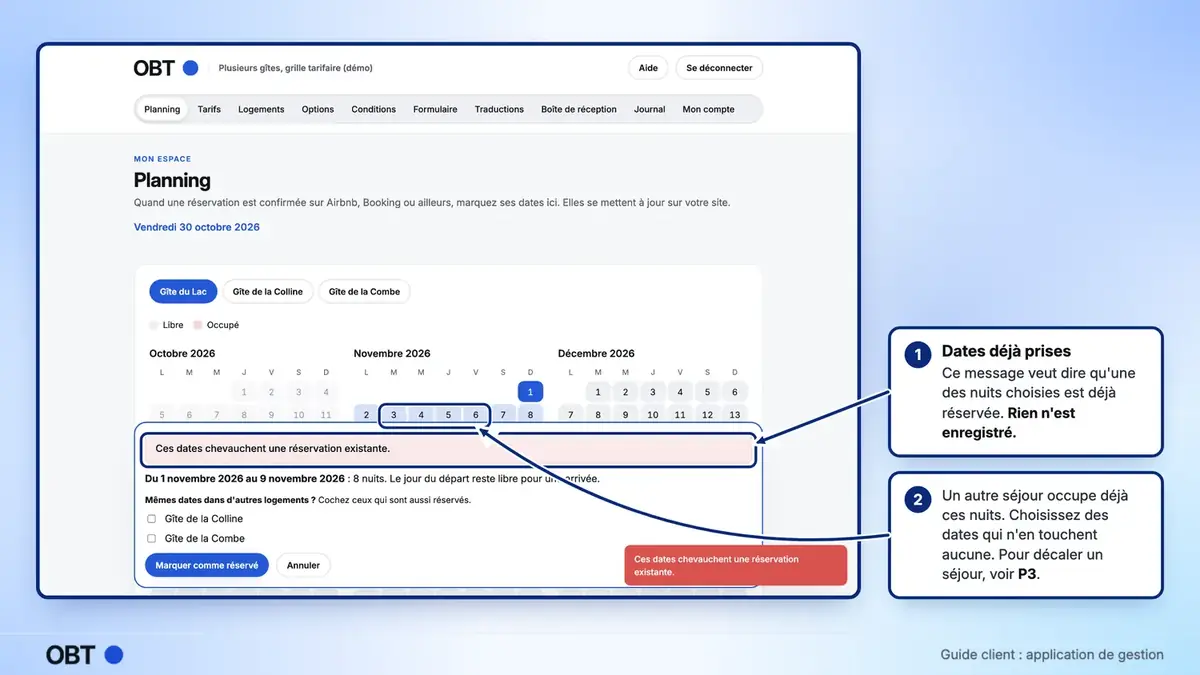 OBT
Plusieurs gîtes, grille tarifaire (démo)
Aide
Se déconnecter
Planning
Tarifs
Logements
Options
Conditions
Formulaire
Traductions
Boîte de réception
Journal
Mon compte
MON ESPACE
Planning
Quand une réservation est confirmée sur Airbnb, Booking ou ailleurs, marquez ses dates ici. Elles se mettent à jour sur votre site.
Vendredi 30 octobre 2026
Gîte du Lac
Gîte de la Colline
Gîte de la Combe
Libre
Occupé
Octobre 2026
L M M J V S D
1 2 3 4
5 6 7 8 9 10 11
Novembre 2026
L M M J V S D
1
2 3 4 5 6 7 8
Décembre 2026
L M M J V S D
1 2 3 4 5 6
7 8 9 10 11 12 13
Ces dates chevauchent une réservation existante.
Du 1 novembre 2026 au 9 novembre 2026 : 8 nuits. Le jour du départ reste libre pour arrivée.
Mêmes dates dans d'autres logements ? Cochez ceux qui sont aussi réservés.
Gîte de la Colline
Gîte de la Combe
Marquer comme réservé
Annuler
Ces dates chevauchent une réservation
existante.
1
Dates déjà prises
Ce message veut dire qu'une
des nuits choisies est déjà
réservée. Rien n'est
enregistré.
2
Un autre séjour occupe déjà
ces nuits. Choisissez des
dates qui n'en touchent
aucune. Pour décaler un
séjour, voir P3.
OBT
Guide client : application de gestion